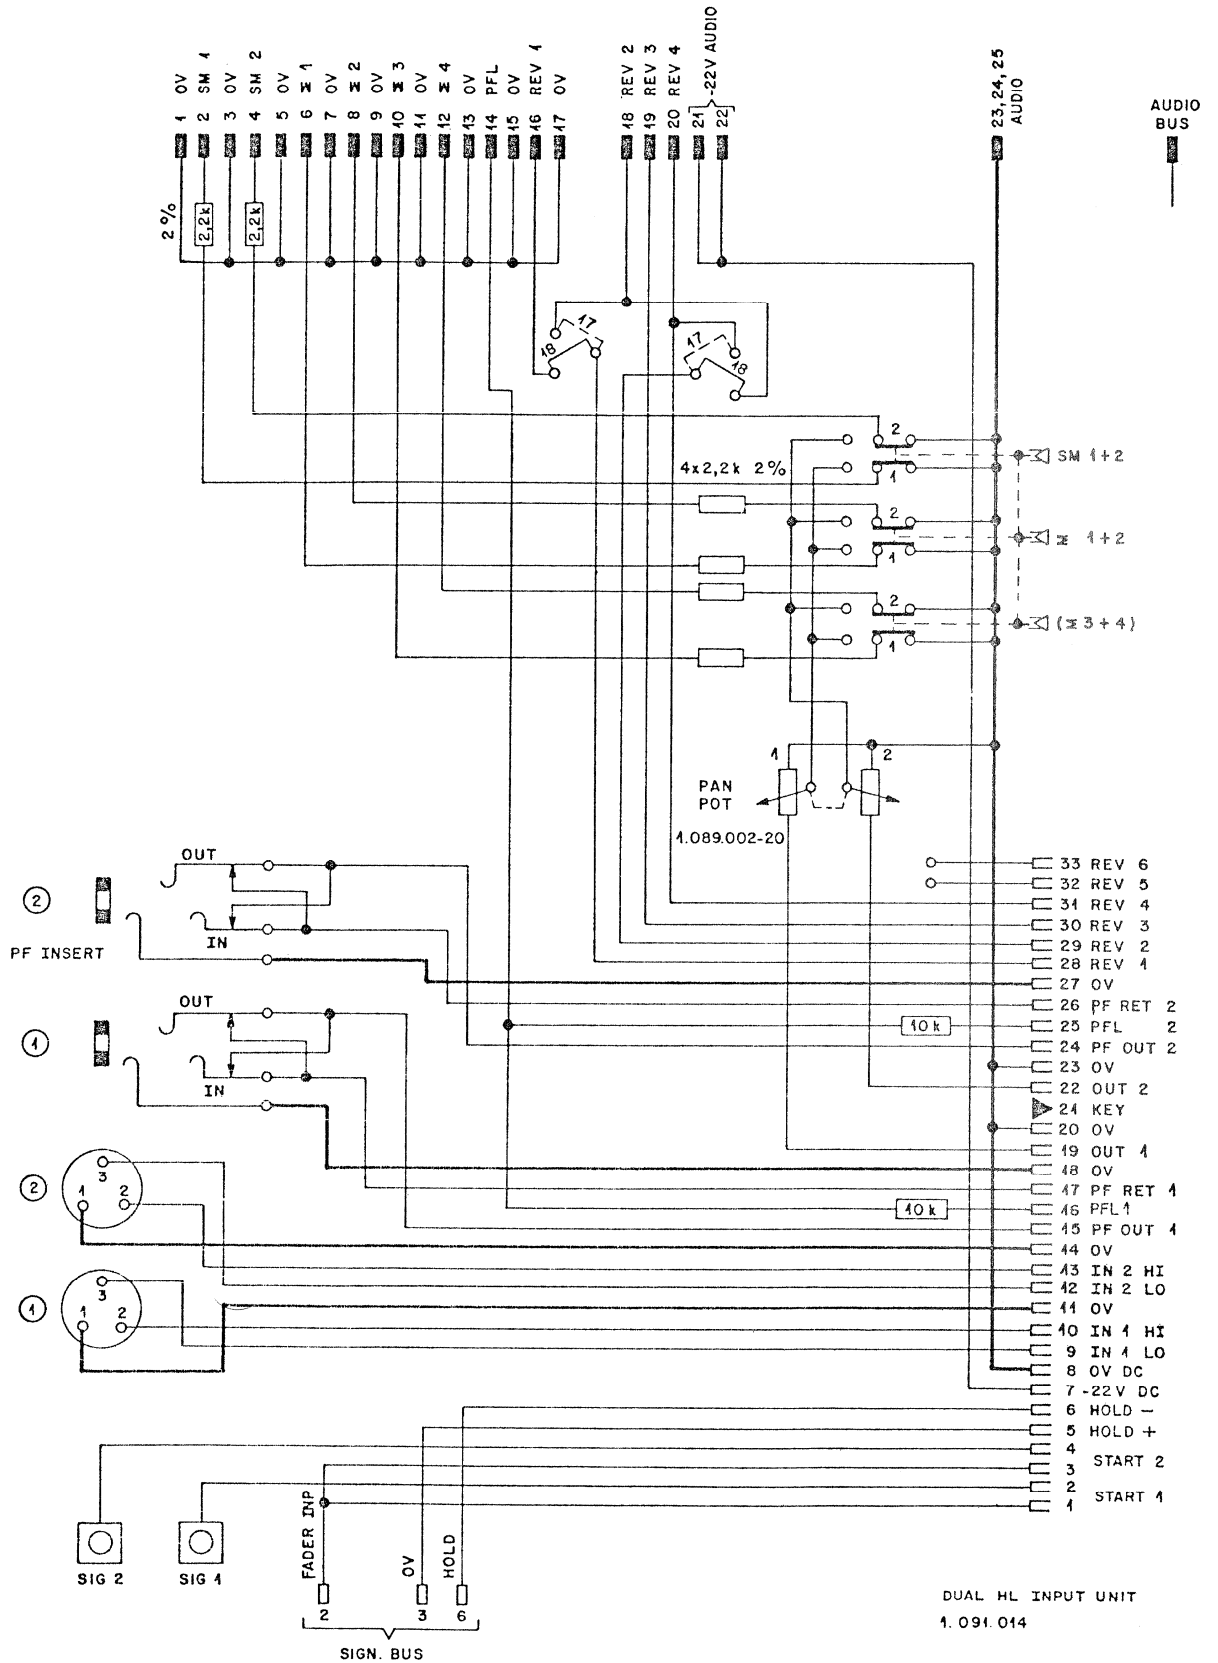 1 0V
2 SM 1
3 0V
4 SM 2
5 0V
6 Σ 1
7 0V
8 Σ 2
9 0V
10 Σ 3
11 0V
12 Σ 4
13 0V
14 PFL
15 0V
16 REV 1
17 0V
18 REV 2
19 REV 3
20 REV 4
21
22
-22V AUDIO
23, 24, 25
AUDIO
AUDIO
BUS
2%
2,2k
2,2k
17
18
17
18
4x2,2k 2%
2
1
SM 1+2
2
1
Σ 1+2
2
1
(Σ 3+4)
1
2
PAN
POT
1.089.002-20
OUT
2
IN
PF INSERT
OUT
1
IN
2
3
1
2
1
3
1
2
10k
10k
33 REV 6
32 REV 5
31 REV 4
30 REV 3
29 REV 2
28 REV 1
27 0V
26 PF RET 2
25 PFL 2
24 PF OUT 2
23 0V
22 OUT 2
21 KEY
20 0V
19 OUT 1
18 0V
17 PF RET 1
16 PFL 1
15 PF OUT 1
14 0V
13 IN 2 HI
12 IN 2 LO
11 0V
10 IN 1 HI
9 IN 1 LO
8 0V DC
7 -22V DC
6 HOLD -
5 HOLD +
4
START 2
3
2
START 1
1
SIG 2
SIG 1
FADER INP
0V
HOLD
2
3
6
SIGN. BUS
DUAL HL INPUT UNIT
1.091.014